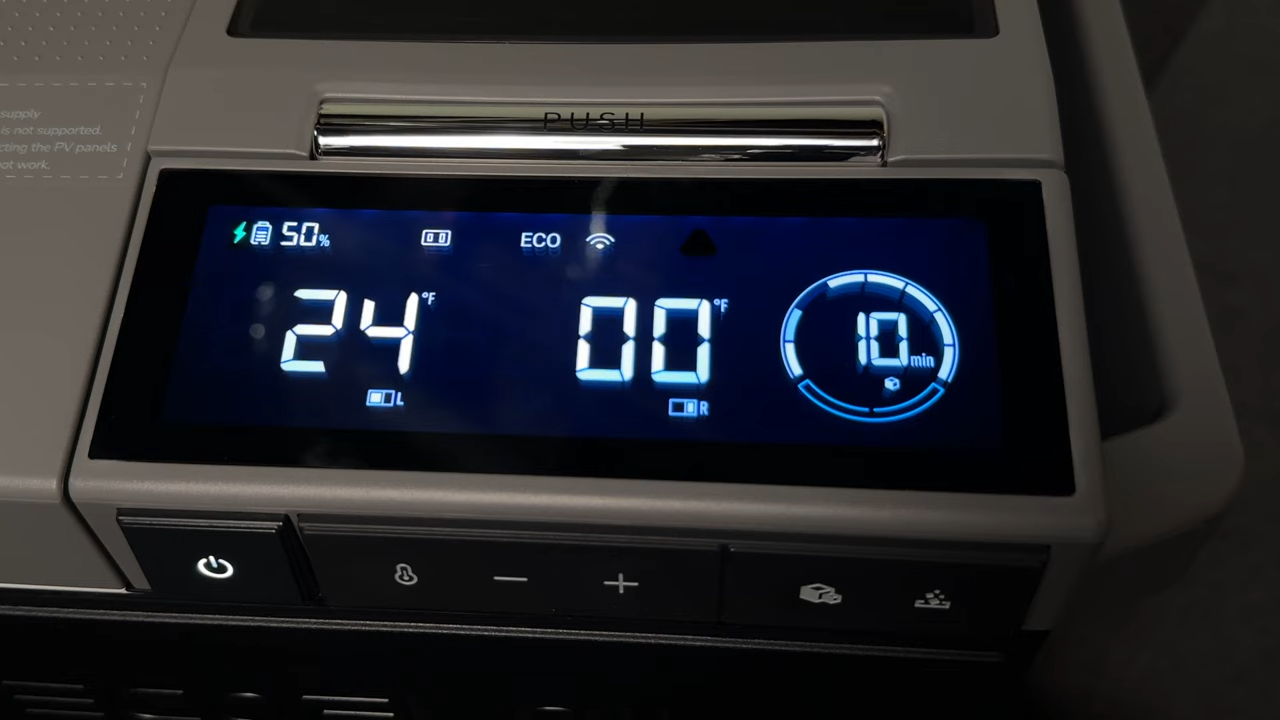 PUSH
supply
is not supported.
cting the PV panels
ot work.
50%
ECO
24 °F
00 °F
10 min
L
R